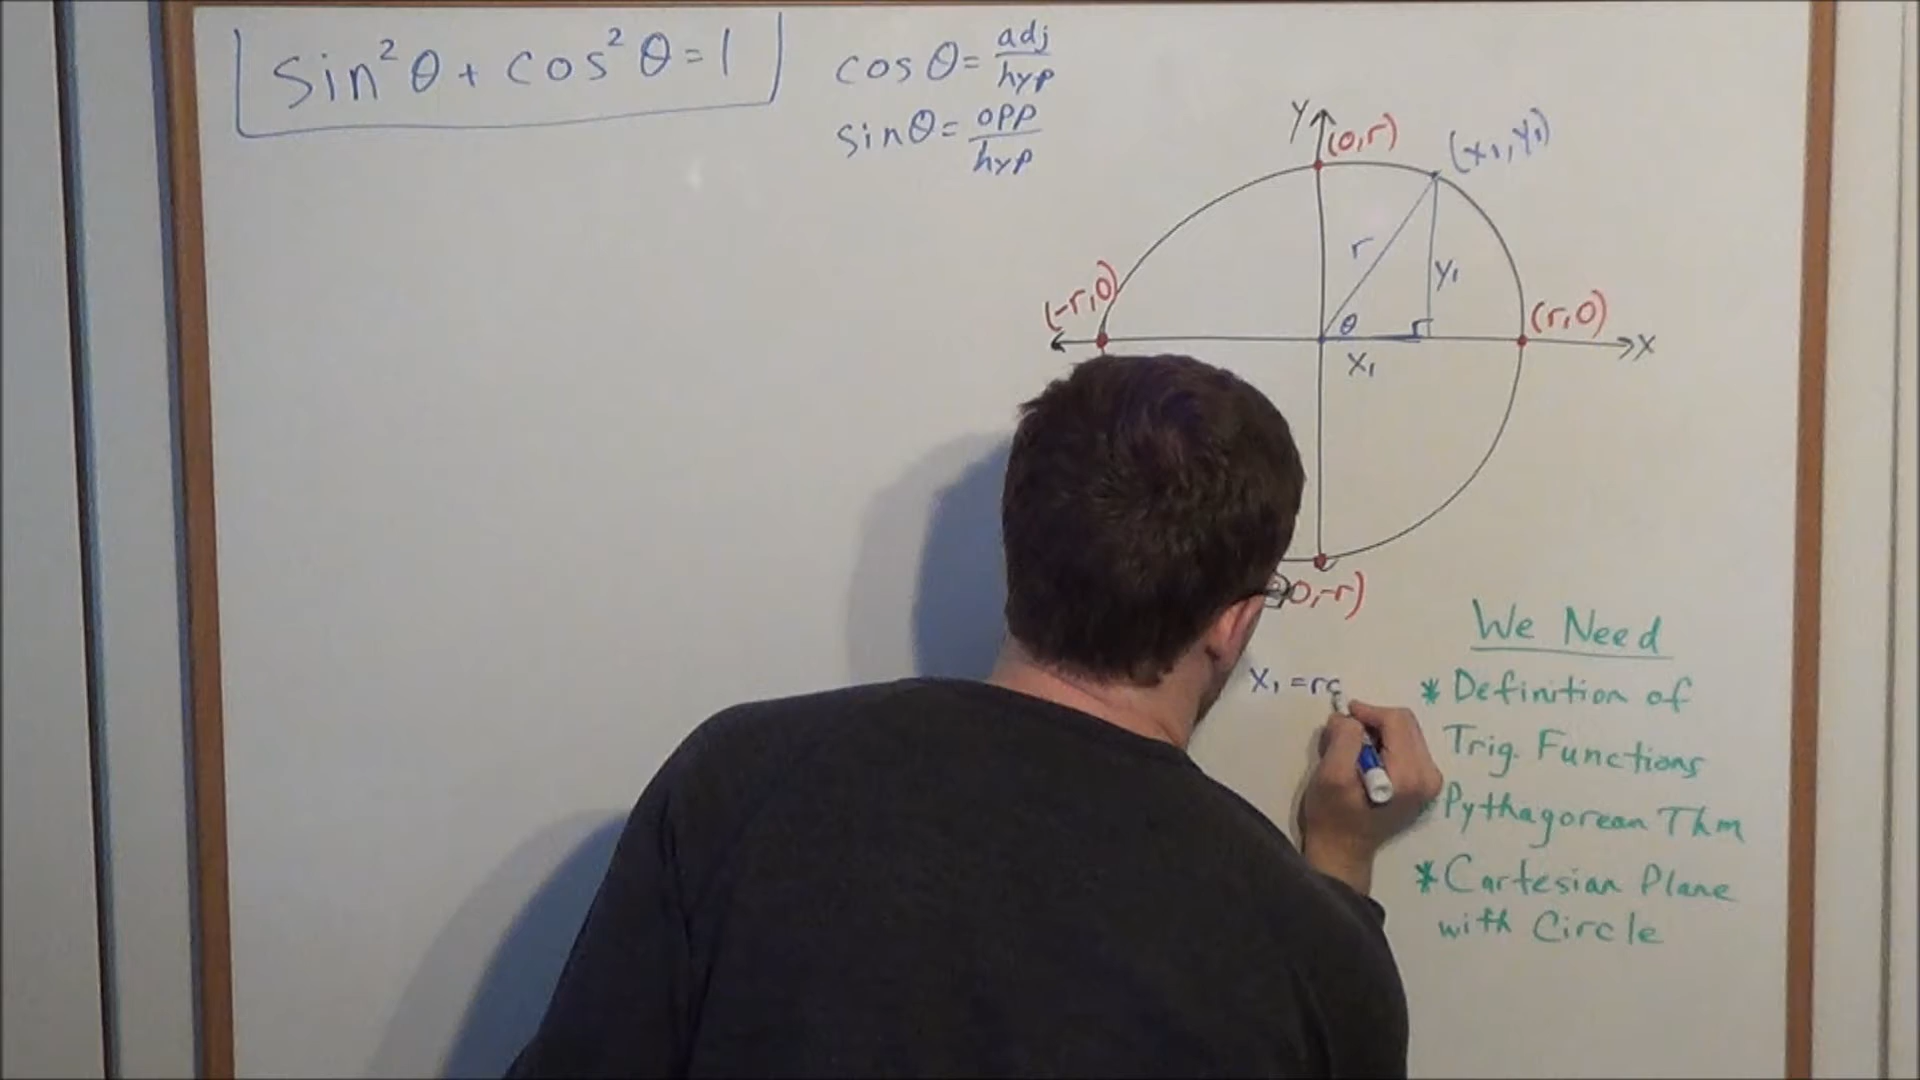 sin²θ + cos²θ = 1
cos θ = adj/hyp
sin θ = opp/hyp
y
(0,r)
(x₁,y₁)
r
y₁
(-r,0)
θ
(r,0)
x
x₁
0,-r)
x₁ = rc
We Need
* Definition of
Trig. Functions
Pythagorean Thm
* Cartesian Plane
with Circle